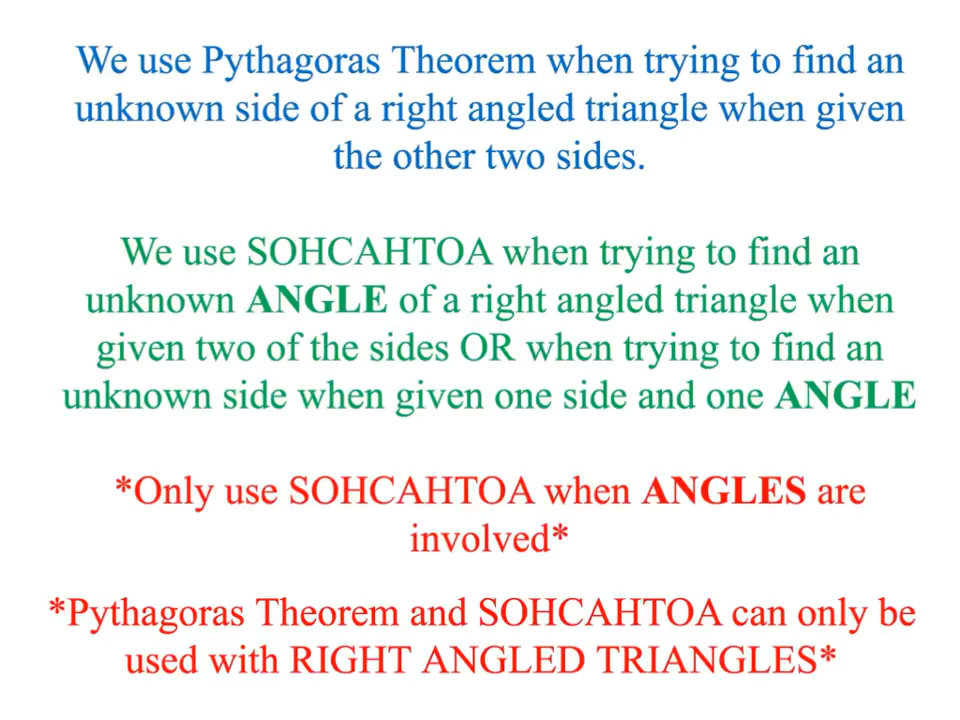 We use Pythagoras Theorem when trying to find an
unknown side of a right angled triangle when given
the other two sides.
We use SOHCAHTOA when trying to find an
unknown ANGLE of a right angled triangle when
given two of the sides OR when trying to find an
unknown side when given one side and one ANGLE
*Only use SOHCAHTOA when ANGLES are
involved*
*Pythagoras Theorem and SOHCAHTOA can only be
used with RIGHT ANGLED TRIANGLES*